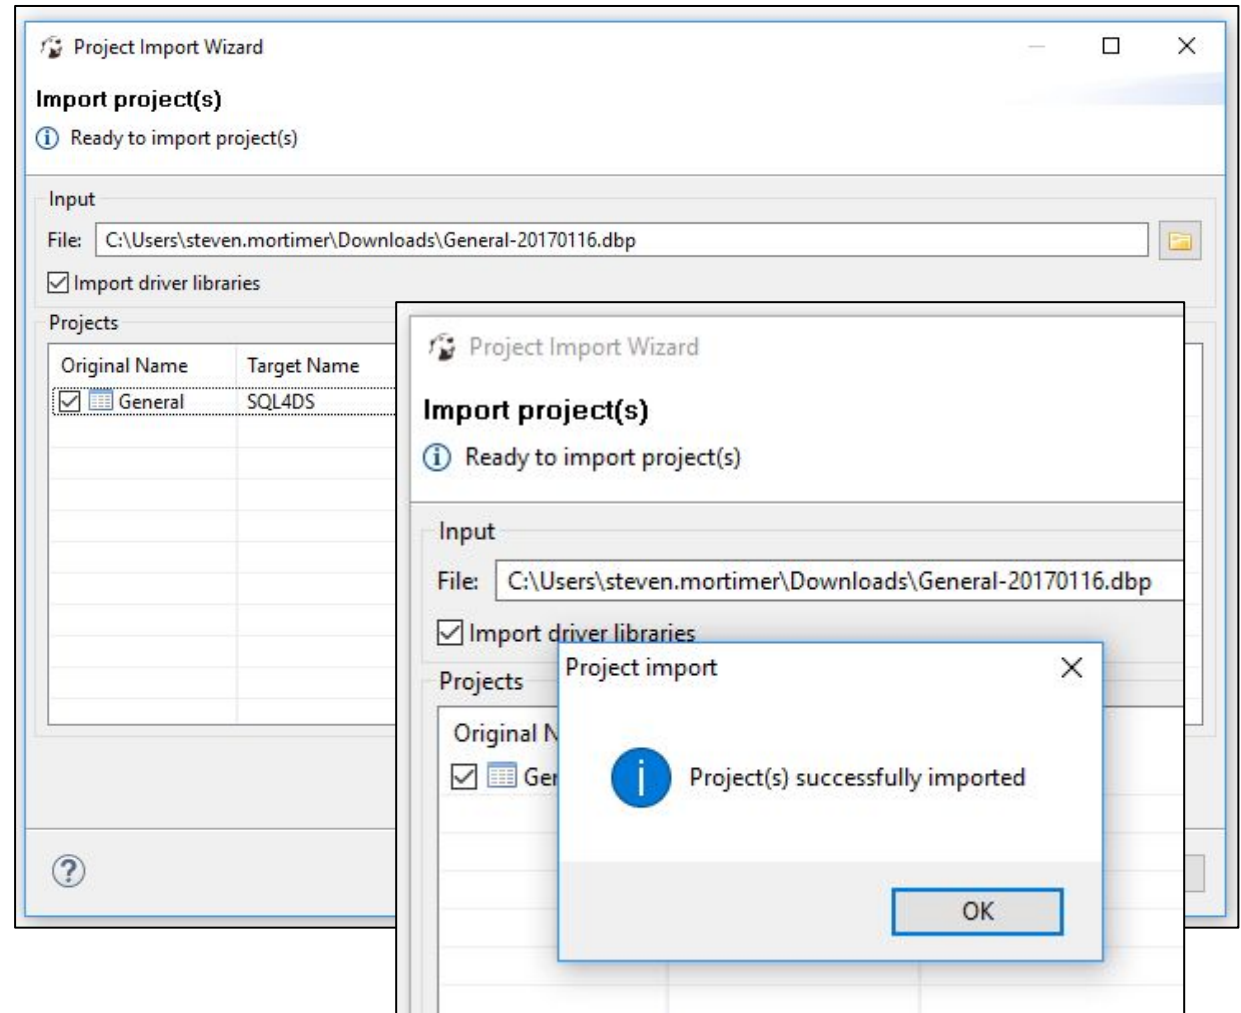 Project Import Wizard
Import project(s)
Ready to import project(s)
Input
File: C:\Users\steven.mortimer\Downloads\General-20170116.dbp
Import driver libraries
Projects
Original Name Target Name
General SQL4DS
Project Import Wizard
Import project(s)
Ready to import project(s)
Input
File: C:\Users\steven.mortimer\Downloads\General-20170116.dbp
Import driver libraries
Projects
Original N
Ger
Project import
Project(s) successfully imported
OK